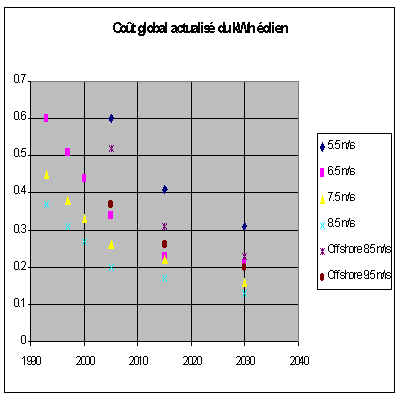 Coût global actualisé du kWh éolien
0.7
0.6
0.5
0.4
0.3
0.2
0.1
0
1990 2000 2010 2020 2030 2040
5.5 m/s
6.5 m/s
7.5 m/s
8.5 m/s
Offshore 8.5 m/s
Offshore 9.5 m/s